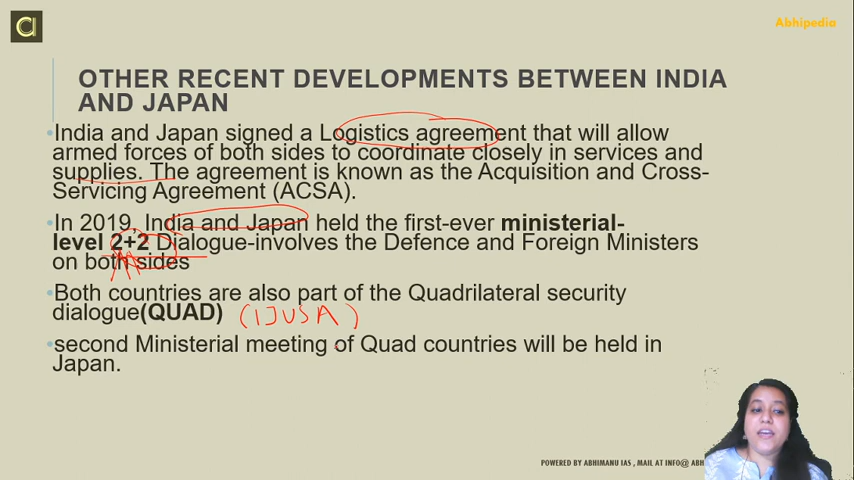 Abhipedia
OTHER RECENT DEVELOPMENTS BETWEEN INDIA
AND JAPAN
•India and Japan signed a Logistics agreement that will allow
armed forces of both sides to coordinate closely in services and
supplies. The agreement is known as the Acquisition and Cross-
Servicing Agreement (ACSA).
•In 2019, India and Japan held the first-ever ministerial-
level 2+2 Dialogue-involves the Defence and Foreign Ministers
on both sides
•Both countries are also part of the Quadrilateral security
dialogue(QUAD) (IJUSA)
•second Ministerial meeting of Quad countries will be held in
Japan.
POWERED BY ABHIMANU IAS , MAIL AT INFO@ ABH